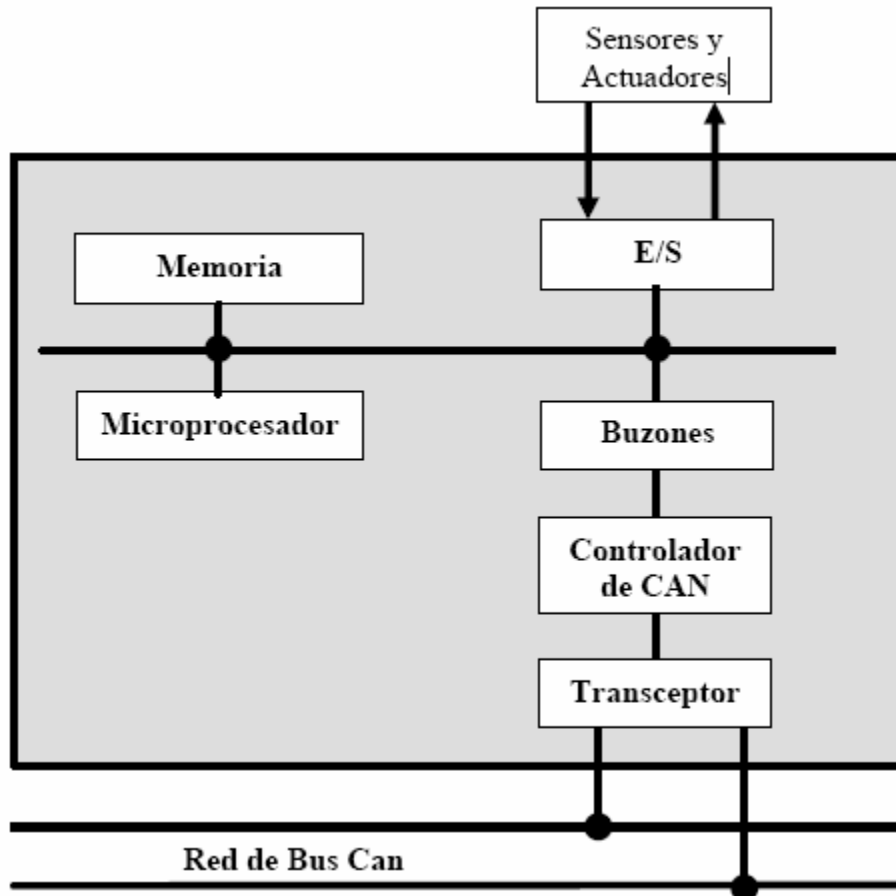 Sensores y
Actuadores
Memoria
E/S
Microprocesador
Buzones
Controlador
de CAN
Transceptor
Red de Bus Can